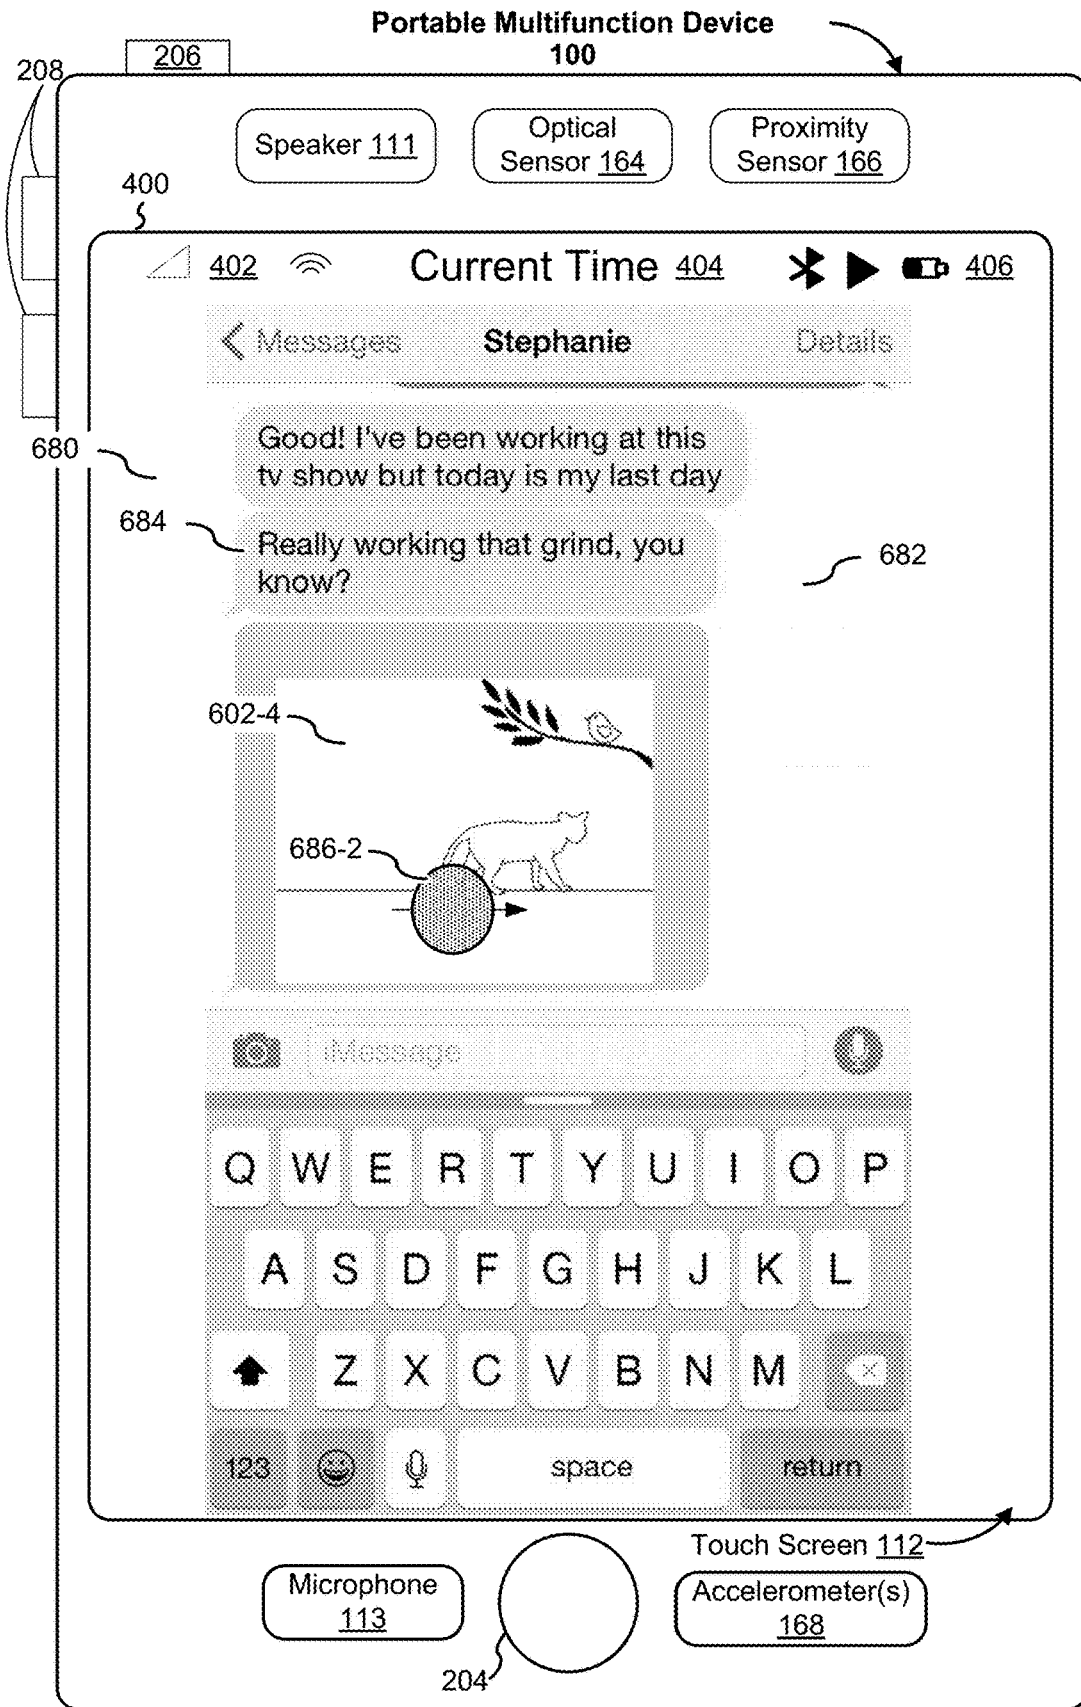 Portable Multifunction Device
100
206
208
Speaker 111
Optical
Sensor 164
Proximity
Sensor 166
400
402
Current Time 404
406
Messages
Stephanie
Details
Good! I've been working at this
tv show but today is my last day
680
684
Really working that grind, you
know?
682
602-4
686-2
iMessage
Q W E R T Y U I O P
A S D F G H J K L
Z X C V B N M
123
space
return
Touch Screen 112
Microphone
113
Accelerometer(s)
168
204